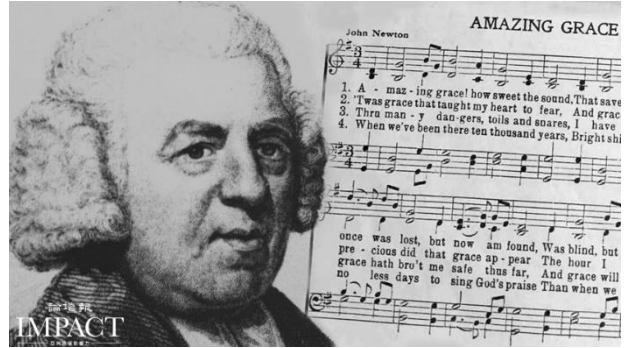 AMAZING GRACE
John Newton
1. A - maz - ing grace! how sweet the sound, That save
2. 'Twas grace that taught my heart to fear, And grac
3. Thru man - y dan - gers, toils and snares, I have
4. When we've been there ten thousand years, Bright shi
once was lost, but now am found, Was blind, but
pre - cious did that grace ap - pear The hour I
grace hath bro't me safe thus far, And grace will
no less days to sing God's praise Than when we
論壇報
IMPACT